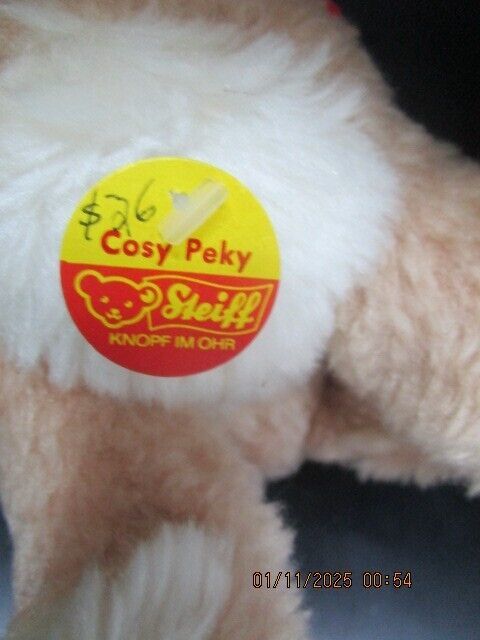 $26
Cosy Peky
Steiff
KNOPF IM OHR
01/11/2025 00:54